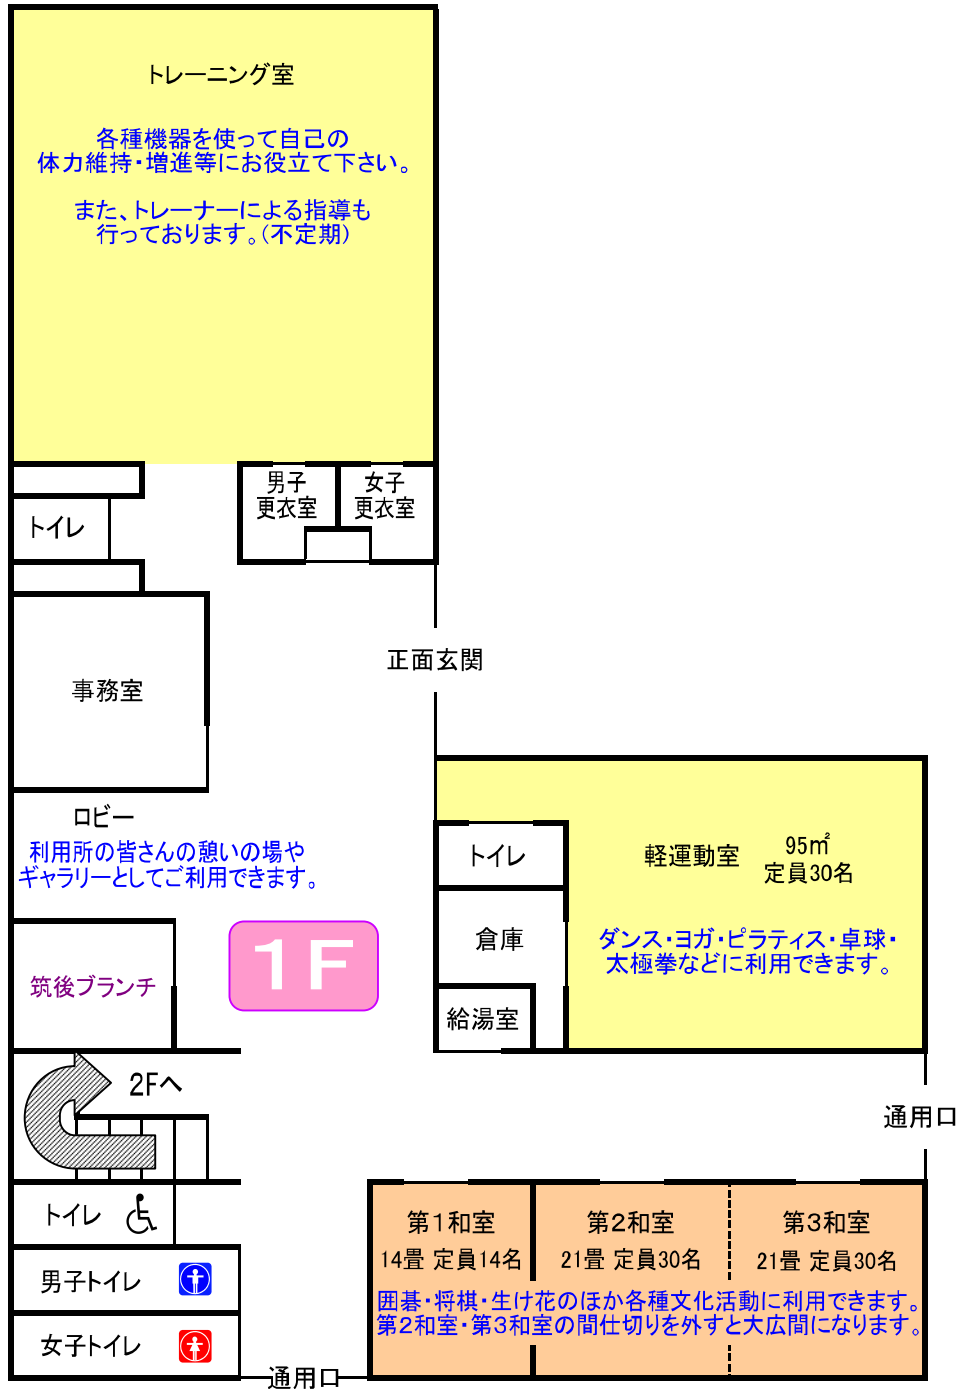 トレーニング室
各種機器を使って自己の
体力維持・増進等にお役立て下さい。
また、トレーナーによる指導も
行っております。(不定期)
男子
更衣室
女子
更衣室
トイレ
正面玄関
事務室
ロビー
利用所の皆さんの憩いの場や
ギャラリーとしてご利用できます。
トイレ
軽運動室
95㎡
定員30名
倉庫
ダンス・ヨガ・ピラティス・卓球・
太極拳などに利用できます。
1F
筑後ブランチ
給湯室
2Fへ
通用口
トイレ
男子トイレ
女子トイレ
通用口
第1和室
14畳 定員14名
第2和室
21畳 定員30名
第3和室
21畳 定員30名
囲碁・将棋・生け花のほか各種文化活動に利用できます。
第2和室・第3和室の間仕切りを外すと大広間になります。